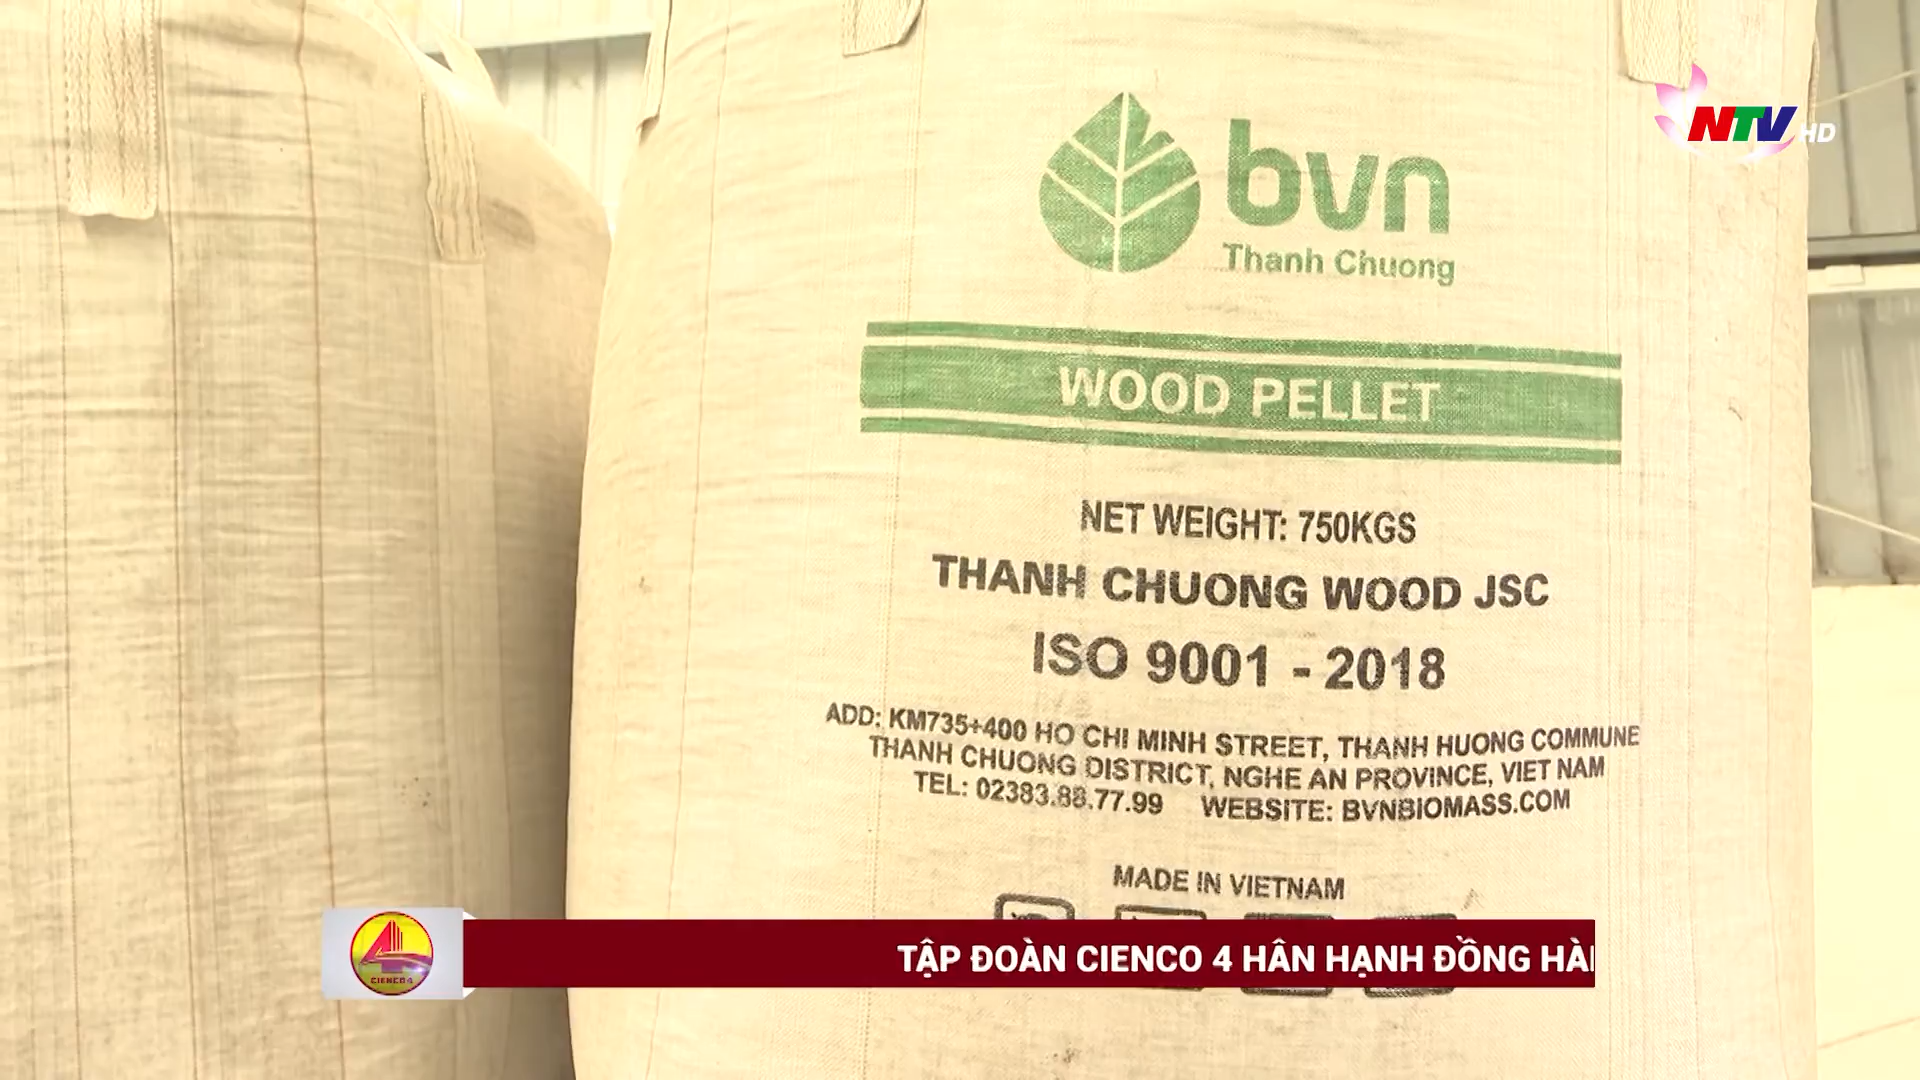 bvn
Thanh Chuong
NTV HD
WOOD PELLET
NET WEIGHT: 750KGS
THANH CHUONG WOOD JSC
ISO 9001 - 2018
ADD: KM735+400 HO CHI MINH STREET, THANH HUONG COMMUNE
THANH CHUONG DISTRICT, NGHE AN PROVINCE, VIET NAM
TEL: 02383.88.77.99 WEBSITE: BVNBIOMASS.COM
MADE IN VIETNAM
CIENCO 4
TẬP ĐOÀN CIENCO 4 HÂN HẠNH ĐỒNG